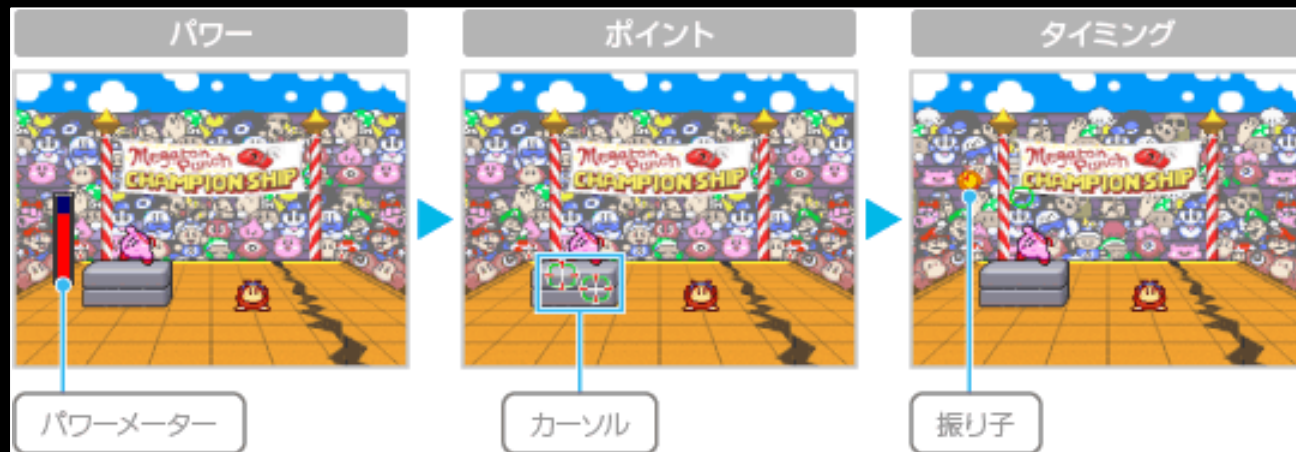 パワー
ポイント
タイミング
Megaton Punch
CHAMPIONSHIP
Megaton Punch
CHAMPIONSHIP
Megaton Punch
CHAMPIONSHIP
パワーメーター
カーソル
振り子